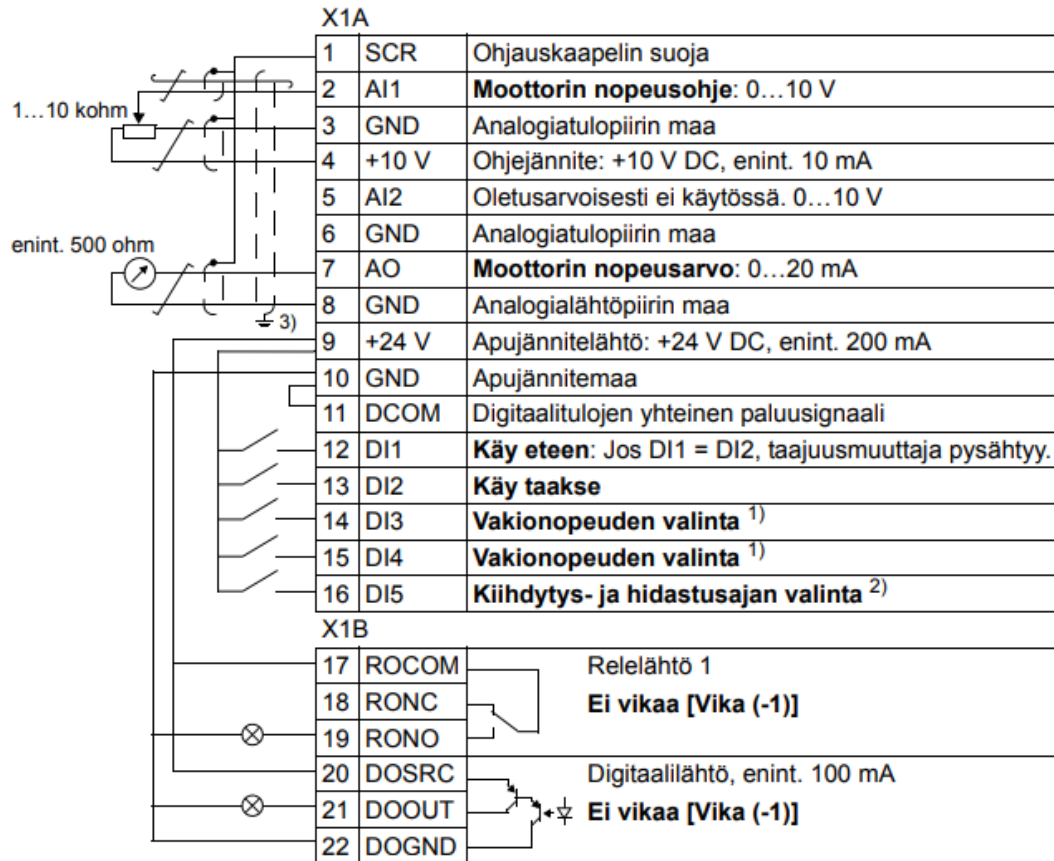 X1A
1 SCR Ohjauskaapelin suoja
2 AI1 Moottorin nopeusohje: 0…10 V
1…10 kohm
3 GND Analogiatulopiirin maa
4 +10 V Ohjejännite: +10 V DC, enint. 10 mA
5 AI2 Oletusarvoisesti ei käytössä. 0…10 V
6 GND Analogiatulopiirin maa
enint. 500 ohm
7 AO Moottorin nopeusarvo: 0…20 mA
8 GND Analogialähtöpiirin maa
3)
9 +24 V Apujännitelähtö: +24 V DC, enint. 200 mA
10 GND Apujännitemaa
11 DCOM Digitaalitulojen yhteinen paluusignaali
12 DI1 Käy eteen: Jos DI1 = DI2, taajuusmuuttaja pysähtyy.
13 DI2 Käy taakse
14 DI3 Vakionopeuden valinta 1)
15 DI4 Vakionopeuden valinta 1)
16 DI5 Kiihdytys- ja hidastusajan valinta 2)
X1B
17 ROCOM Relelähtö 1
18 RONC Ei vikaa [Vika (-1)]
19 RONO
20 DOSRC Digitaalilähtö, enint. 100 mA
21 DOOUT Ei vikaa [Vika (-1)]
22 DOGND